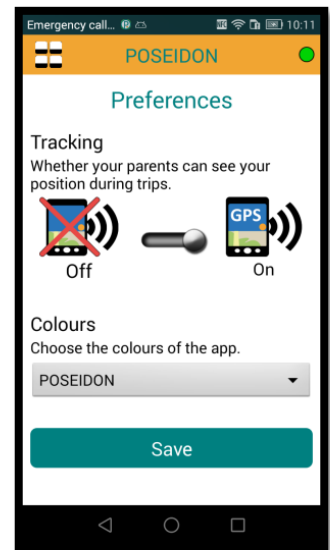 Emergency call... 10:11
POSEIDON
Preferences
Tracking
Whether your parents can see your
position during trips.
GPS
Off On
Colours
Choose the colours of the app.
POSEIDON
Save